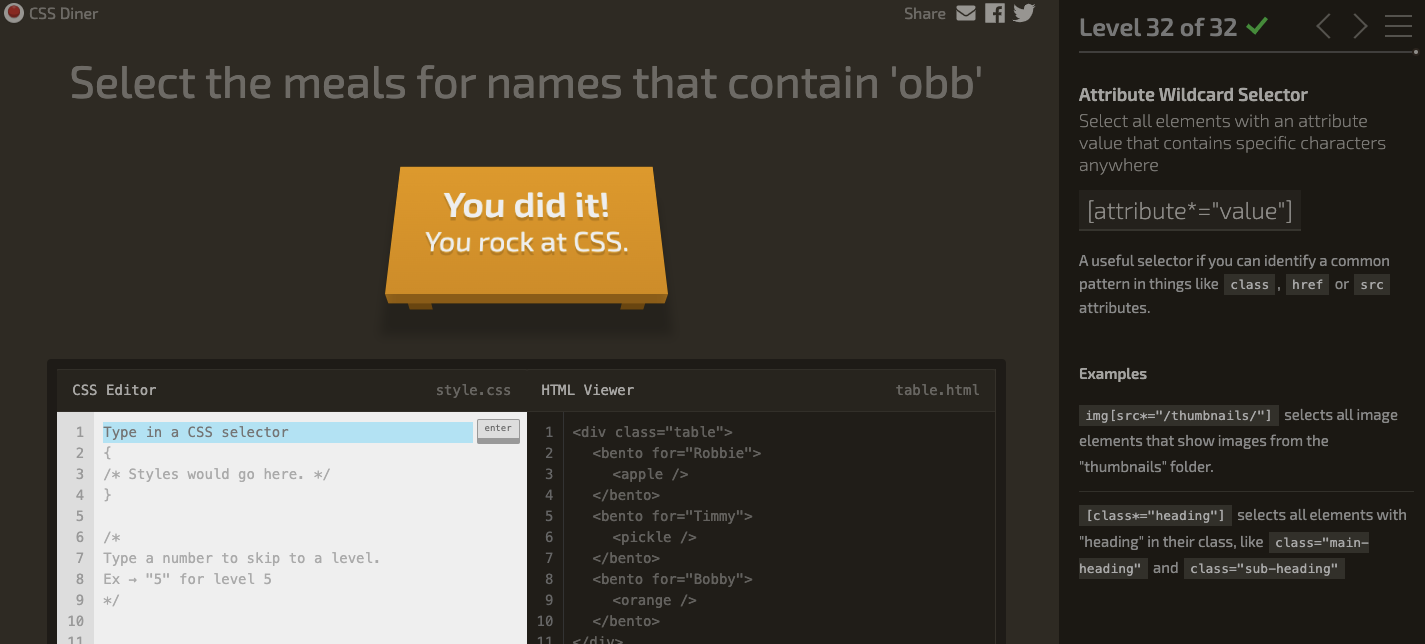 CSS Diner
Share
Select the meals for names that contain 'obb'
You did it!
You rock at CSS.
CSS Editor
style.css
1 Type in a CSS selector
enter
2 {
3 /* Styles would go here. */
4 }
5
6 /*
7 Type a number to skip to a level.
8 Ex → "5" for level 5
9 */
10
11
HTML Viewer
table.html
1 <div class="table">
2 <bento for="Robbie">
3 <apple />
4 </bento>
5 <bento for="Timmy">
6 <pickle />
7 </bento>
8 <bento for="Bobby">
9 <orange />
10 </bento>
11 </div>
Level 32 of 32
Attribute Wildcard Selector
Select all elements with an attribute
value that contains specific characters
anywhere
[attribute*="value"]
A useful selector if you can identify a common
pattern in things like class , href or src
attributes.
Examples
img[src*="/thumbnails/"] selects all image
elements that show images from the
"thumbnails" folder.
[class*="heading"] selects all elements with
"heading" in their class, like class="main-
heading" and class="sub-heading"